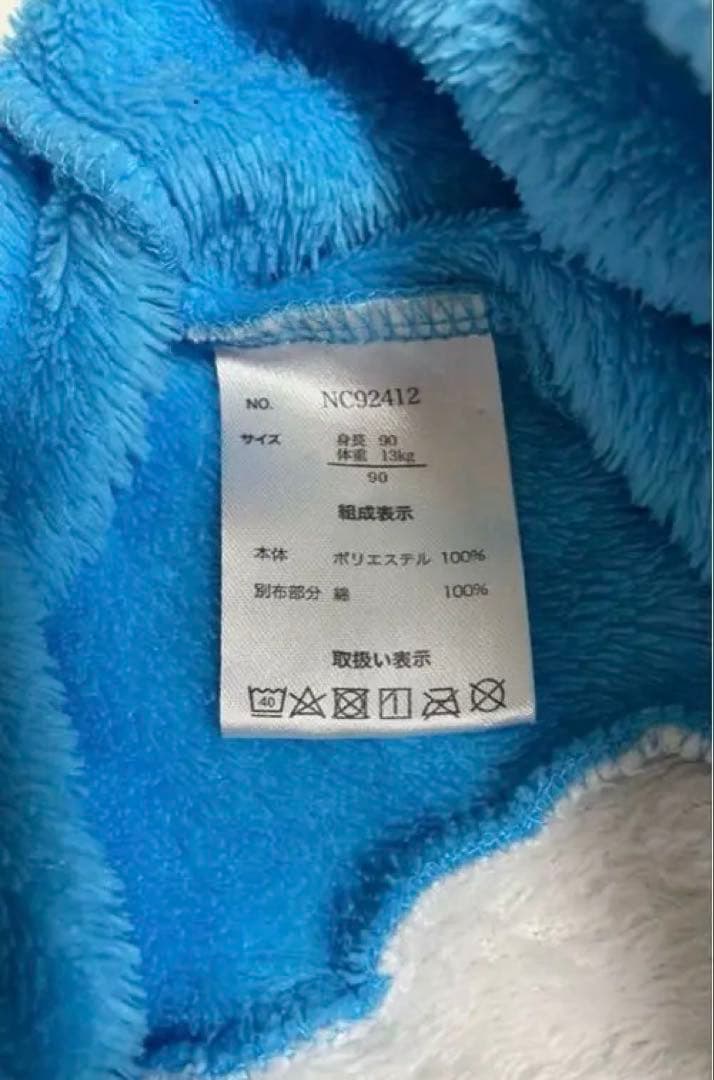 NO. NC92412
サイズ 身長 90
体重 13kg
90
組成表示
本体 ポリエステル 100%
別布部分 綿 100%
取扱い表示
40